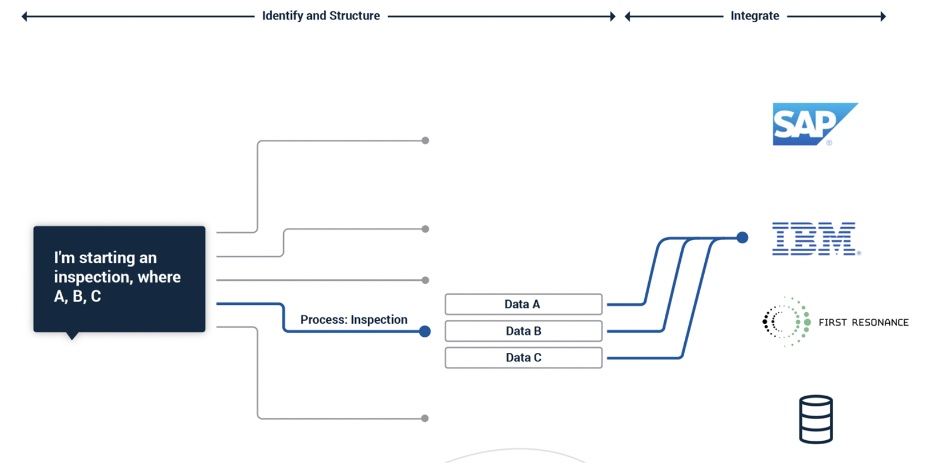 Identify and Structure
Integrate
SAP
®
I'm starting an
inspection, where
A, B, C
IBM
®
Data A
Process: Inspection
FIRST RESONANCE
Data B
Data C